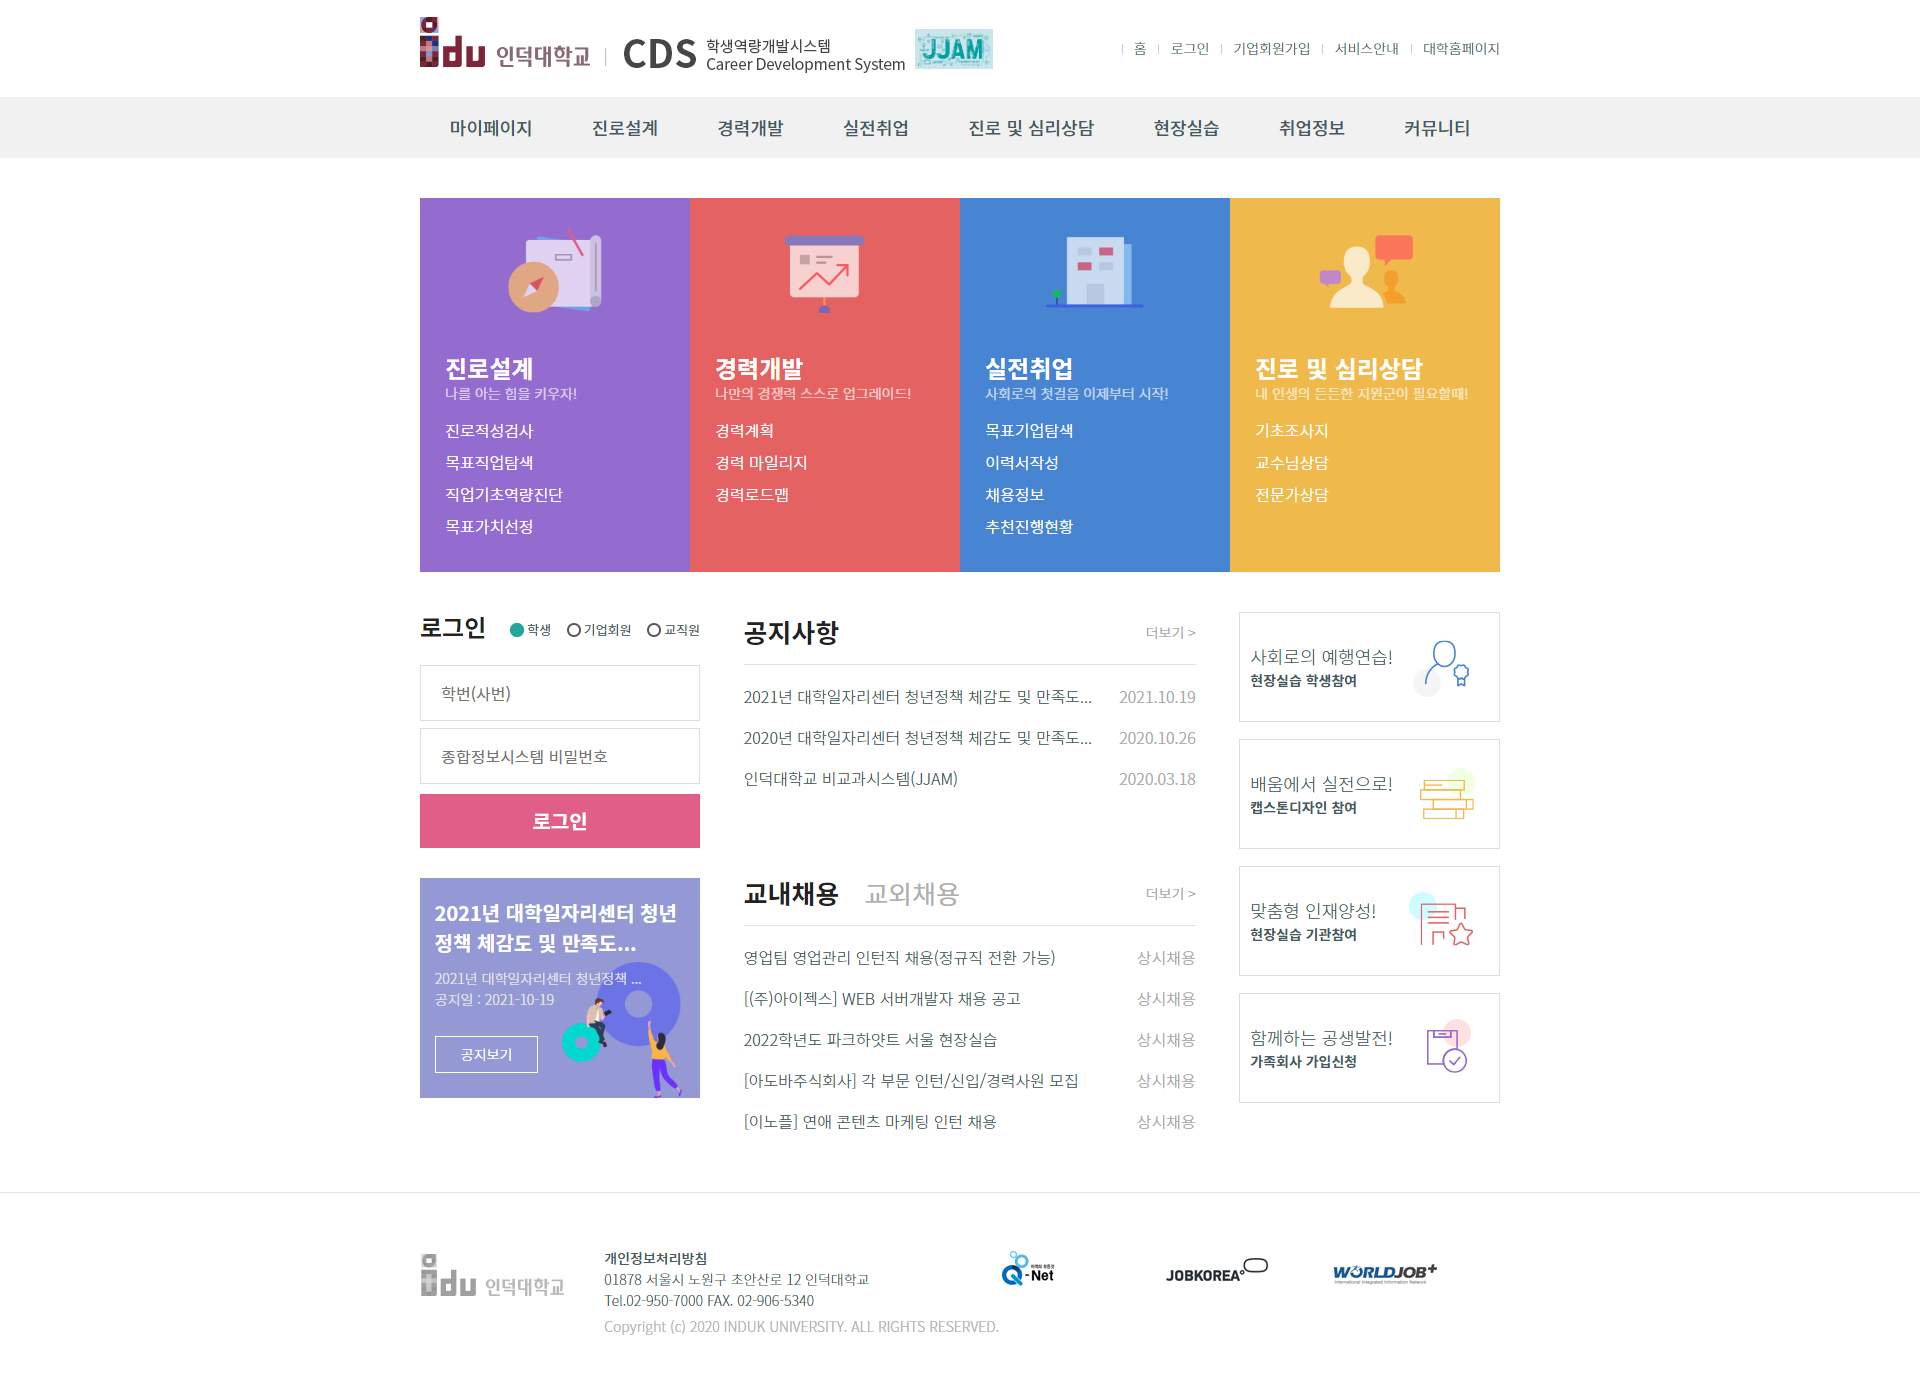 idu 인덕대학교
CDS 학생역량개발시스템
Career Development System
JJAM
홈 로그인 기업회원가입 서비스안내 대학홈페이지
마이페이지 진로설계 경력개발 실전취업 진로 및 심리상담 현장실습 취업정보 커뮤니티
진로설계
나를 아는 힘을 키우자!
진로적성검사
목표직업탐색
직업기초역량진단
목표가치선정
경력개발
나만의 경쟁력 스스로 업그레이드!
경력계획
경력 마일리지
경력로드맵
실전취업
사회로의 첫걸음 이제부터 시작!
목표기업탐색
이력서작성
채용정보
추천진행현황
진로 및 심리상담
내 인생의 든든한 지원군이 필요할때!
기초조사지
교수님상담
전문가상담
로그인 학생 기업회원 교직원
학번(사번)
종합정보시스템 비밀번호
로그인
2021년 대학일자리센터 청년
정책 체감도 및 만족도...
2021년 대학일자리센터 청년정책 ...
공지일 : 2021-10-19
공지보기
공지사항 더보기 >
2021년 대학일자리센터 청년정책 체감도 및 만족도... 2021.10.19
2020년 대학일자리센터 청년정책 체감도 및 만족도... 2020.10.26
인덕대학교 비교과시스템(JJAM) 2020.03.18
교내채용 교외채용 더보기 >
영업팀 영업관리 인턴직 채용(정규직 전환 가능) 상시채용
[(주)아이젝스] WEB 서버개발자 채용 공고 상시채용
2022학년도 파크하얏트 서울 현장실습 상시채용
[아도바주식회사] 각 부문 인턴/신입/경력사원 모집 상시채용
[이노플] 연애 콘텐츠 마케팅 인턴 채용 상시채용
사회로의 예행연습!
현장실습 학생참여
배움에서 실전으로!
캡스톤디자인 참여
맞춤형 인재양성!
현장실습 기관참여
함께하는 공생발전!
가족회사 가입신청
idu 인덕대학교
개인정보처리방침
01878 서울시 노원구 초안산로 12 인덕대학교
Tel.02-950-7000 FAX. 02-906-5340
Copyright (c) 2020 INDUK UNIVERSITY. ALL RIGHTS RESERVED.
Q-Net
JOBKOREA
WORLDJOB+
International Integrated Information Network